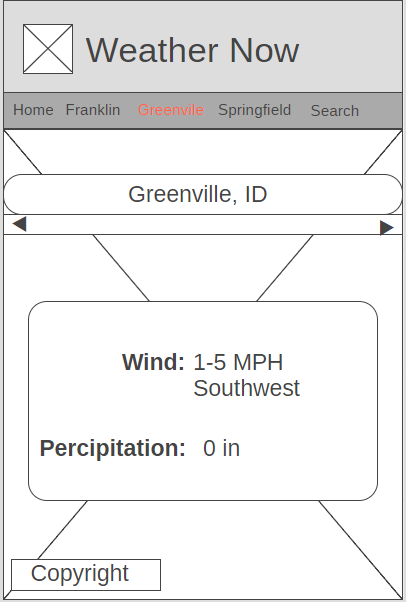 Weather Now
Home Franklin Greenvile Springfield Search
Greenville, ID
Wind: 1-5 MPH
Southwest
Percipitation: 0 in
Copyright